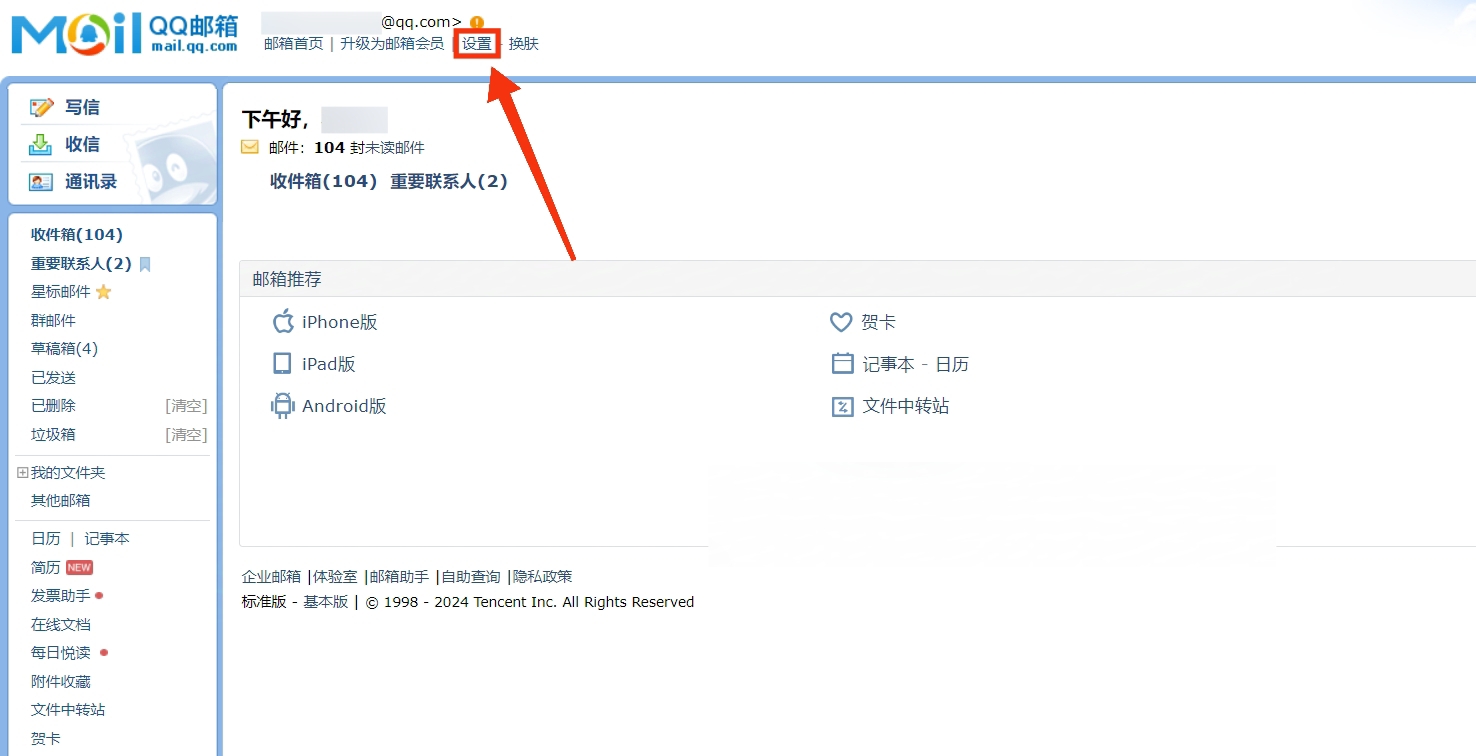 Mail QQ邮箱
mail.qq.com
@qq.com>
邮箱首页 | 升级为邮箱会员 | 设置 - 换肤
写信
收信
通讯录
收件箱(104)
重要联系人(2)
星标邮件
群邮件
草稿箱(4)
已发送
已删除 [清空]
垃圾箱 [清空]
我的文件夹
其他邮箱
日历 | 记事本
简历 NEW
发票助手
在线文档
每日悦读
附件收藏
文件中转站
贺卡
下午好，
邮件：104 封未读邮件
收件箱(104) 重要联系人(2)
邮箱推荐
iPhone版
iPad版
Android版
贺卡
记事本 - 日历
文件中转站
企业邮箱 |体验室 |邮箱助手 |自助查询 |隐私政策
标准版 - 基本版 | © 1998 - 2024 Tencent Inc. All Rights Reserved